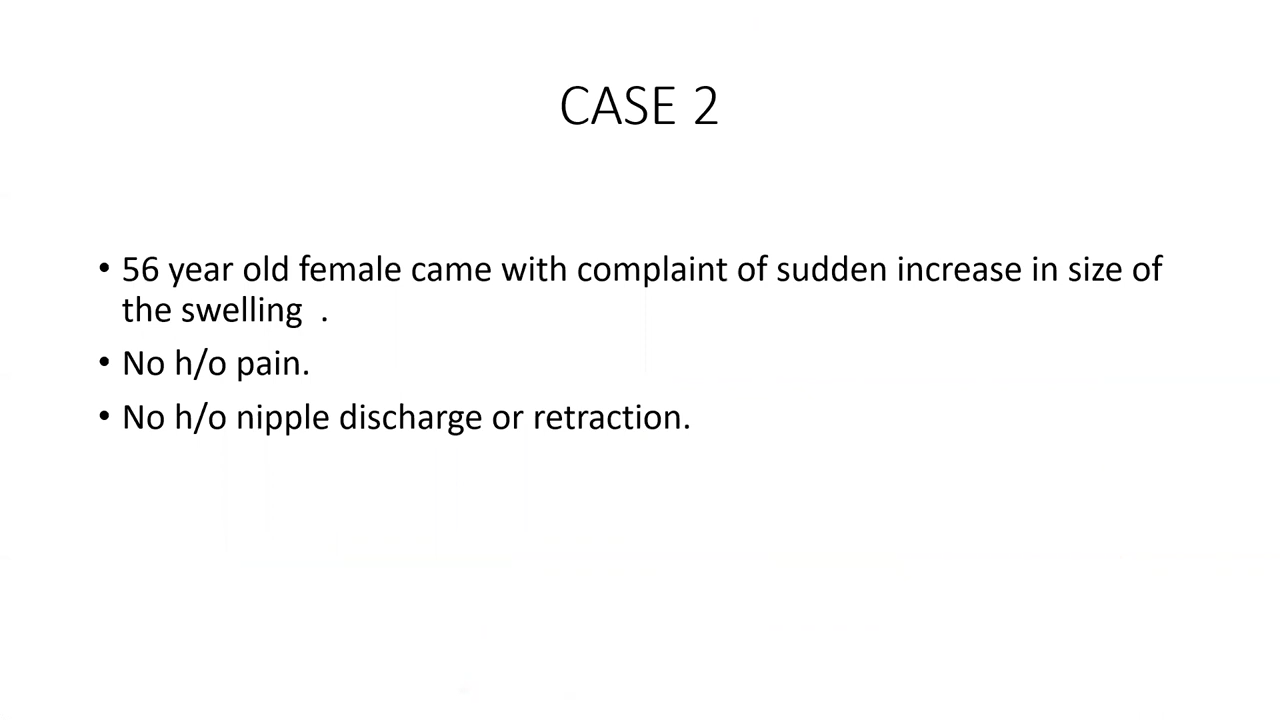 CASE 2
• 56 year old female came with complaint of sudden increase in size of
the swelling  .
• No h/o pain.
• No h/o nipple discharge or retraction.